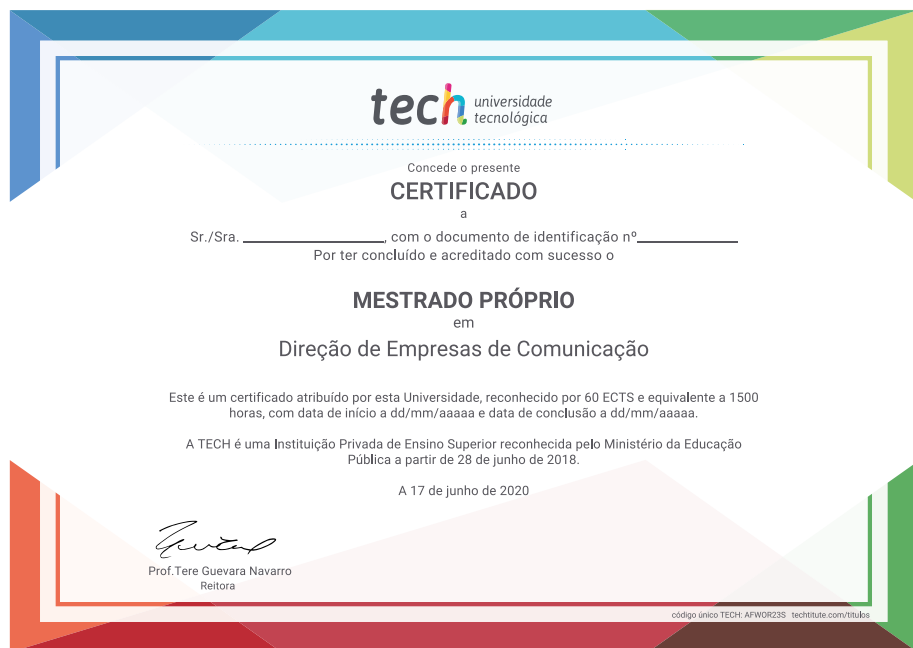 tech universidade
tecnológica
Concede o presente
CERTIFICADO
a
Sr./Sra. ________________, com o documento de identificação nº____________
Por ter concluído e acreditado com sucesso o
MESTRADO PRÓPRIO
em
Direção de Empresas de Comunicação
Este é um certificado atribuído por esta Universidade, reconhecido por 60 ECTS e equivalente a 1500
horas, com data de início a dd/mm/aaaaa e data de conclusão a dd/mm/aaaaa.
A TECH é uma Instituição Privada de Ensino Superior reconhecida pelo Ministério da Educação
Pública a partir de 28 de junho de 2018.
A 17 de junho de 2020
Prof.Tere Guevara Navarro
Reitora
código único TECH: AFWOR23S techtitute.com/titulos